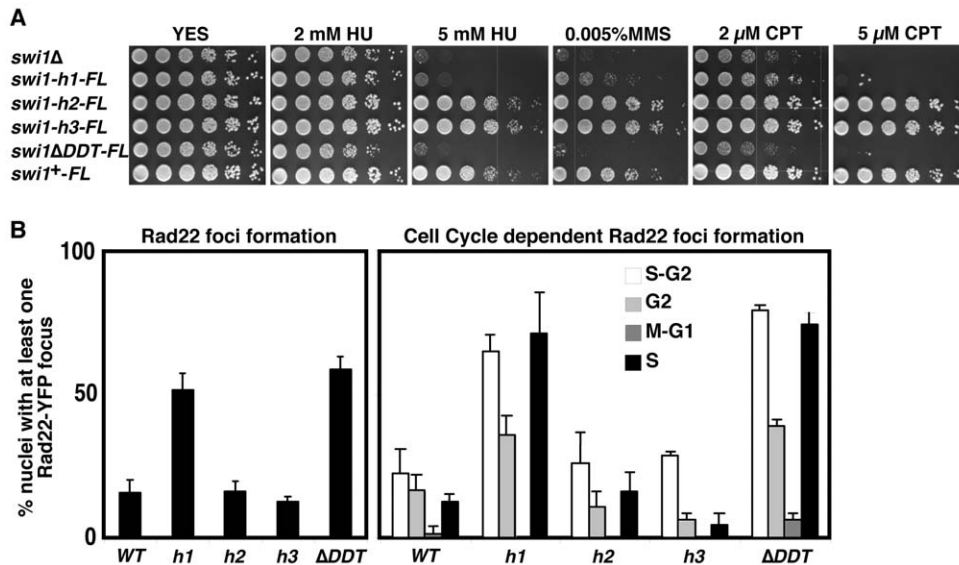 A
YES
2 mM HU
5 mM HU
0.005%MMS
2 µM CPT
5 µM CPT
swi1Δ
swi1-h1-FL
swi1-h2-FL
swi1-h3-FL
swi1ΔDDT-FL
swi1+-FL
B
Rad22 foci formation
Cell Cycle dependent Rad22 foci formation
% nuclei with at least one
Rad22-YFP focus
100
50
0
S-G2
G2
M-G1
S
WT h1 h2 h3 ΔDDT
WT h1 h2 h3 ΔDDT